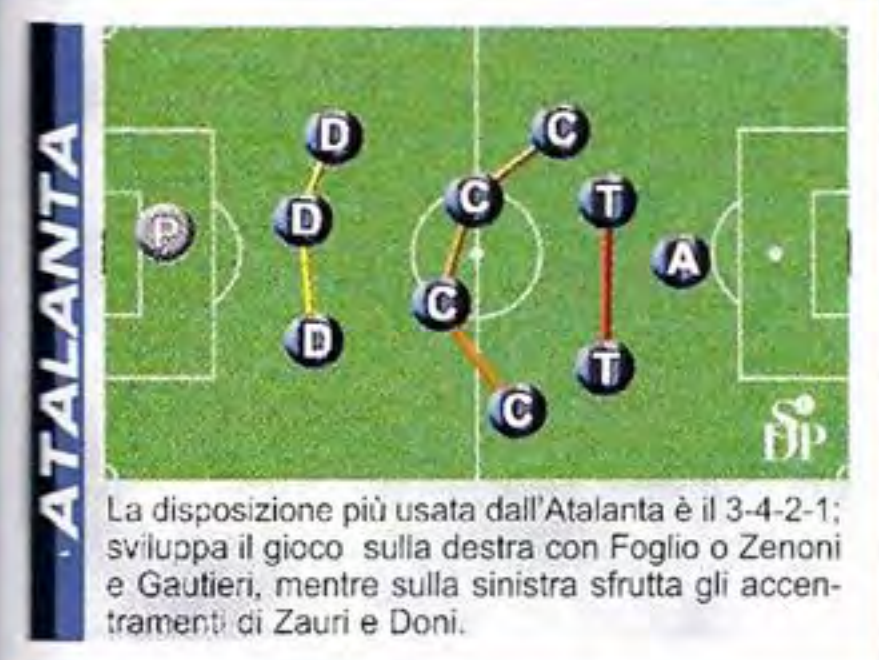 ATALANTA
D
C
D
C
T
P
A
C
D
T
C
SDP
La disposizione più usata dall'Atalanta è il 3-4-2-1;
sviluppa il gioco sulla destra con Foglio o Zenoni
e Gautieri, mentre sulla sinistra sfrutta gli accen-
tramenti di Zauri e Doni.